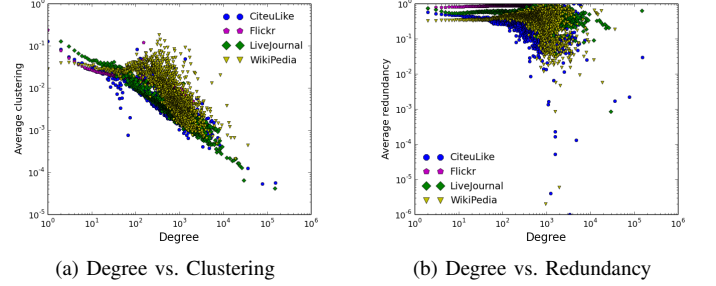 10^0
10^-1
10^-2
10^-3
10^-4
10^-5
10^0 10^1 10^2 10^3 10^4 10^5 10^6
Average clustering
Degree
CiteuLike
Flickr
LiveJournal
WikiPedia
(a) Degree vs. Clustering
10^0
10^-1
10^-2
10^-3
10^-4
10^-5
10^-6
10^0 10^1 10^2 10^3 10^4 10^5 10^6
Average redundancy
Degree
CiteuLike
Flickr
LiveJournal
WikiPedia
(b) Degree vs. Redundancy